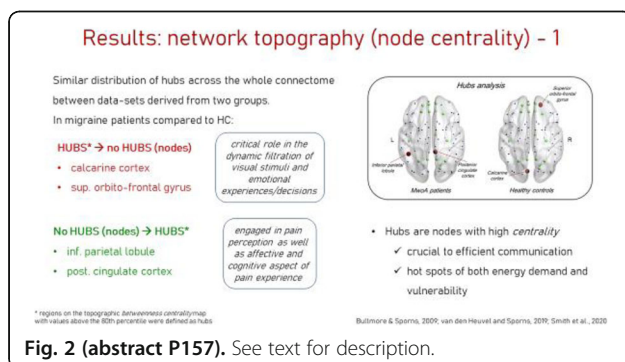 Results: network topography (node centrality) - 1
Similar distribution of hubs across the whole connectome
between data-sets derived from two groups.
In migraine patients compared to HC:
HUBS* → no HUBS (nodes)
• calcarine cortex
• sup. orbito-frontal gyrus
critical role in the
dynamic filtration of
visual stimuli and
emotional
experiences/decisions
No HUBS (nodes) → HUBS*
• inf. parietal lobule
• post. cingulate cortex
engaged in pain
perception as well
as affective and
cognitive aspect of
pain experience
* regions on the topographic betweenness centrality map
with values above the 80th percentile were defined as hubs
Hubs analysis
Superior
orbito-frontal
gyrus
L
R
Inferior parietal
lobule
Posterior
cingulate
cortex
Calcarine
cortex
MwoA patients
Healthy controls
• Hubs are nodes with high centrality
✓ crucial to efficient communication
✓ hot spots of both energy demand and
vulnerability
Bullmore & Sporns, 2009; van den Heuvel and Sporns, 2019; Smith et al., 2020
Fig. 2 (abstract P157). See text for description.